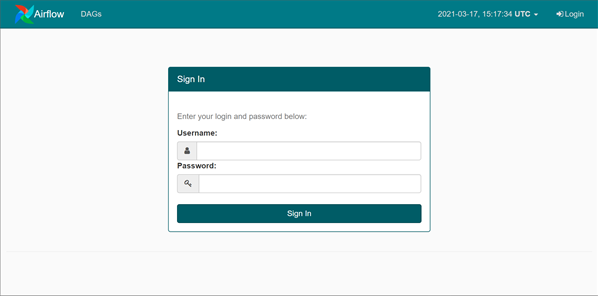 Airflow DAGs 2021-03-17, 15:17:34 UTC Login
Sign In
Enter your login and password below:
Username:
Password:
Sign In